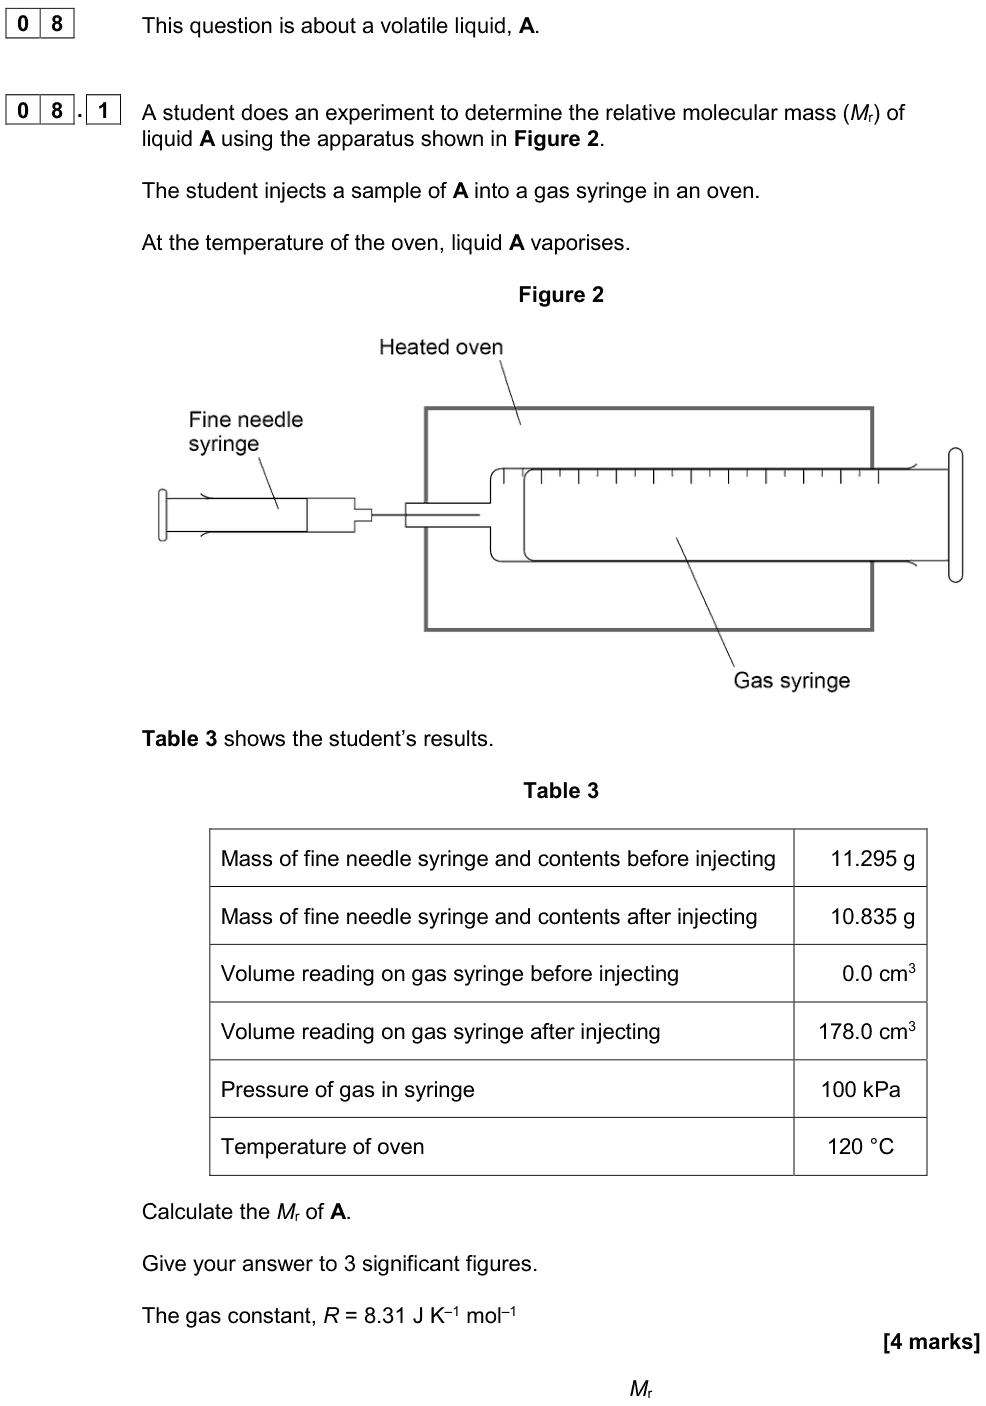 0 8 This question is about a volatile liquid, A.
0 8 . 1 A student does an experiment to determine the relative molecular mass (Mr) of
liquid A using the apparatus shown in Figure 2.
The student injects a sample of A into a gas syringe in an oven.
At the temperature of the oven, liquid A vaporises.
Figure 2
Heated oven
Fine needle
syringe
Gas syringe
Table 3 shows the student’s results.
Table 3
Mass of fine needle syringe and contents before injecting 11.295 g
Mass of fine needle syringe and contents after injecting 10.835 g
Volume reading on gas syringe before injecting 0.0 cm³
Volume reading on gas syringe after injecting 178.0 cm³
Pressure of gas in syringe 100 kPa
Temperature of oven 120 °C
Calculate the Mr of A.
Give your answer to 3 significant figures.
The gas constant, R = 8.31 J K⁻¹ mol⁻¹
[4 marks]
Mr